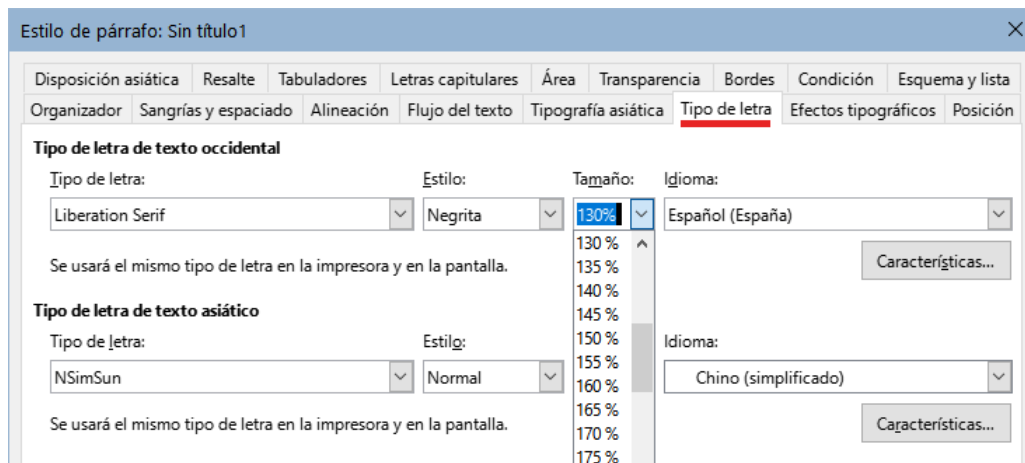 Estilo de párrafo: Sin título1
Disposición asiática Resalte Tabuladores Letras capitulares Área Transparencia Bordes Condición Esquema y lista
Organizador Sangrías y espaciado Alineación Flujo del texto Tipografía asiática Tipo de letra Efectos tipográficos Posición
Tipo de letra de texto occidental
Tipo de letra: Estilo: Tamaño: Idioma:
Liberation Serif Negrita 130% Español (España)
130 %
Se usará el mismo tipo de letra en la impresora y en la pantalla. 135 % Características...
140 %
Tipo de letra de texto asiático 145 %
Tipo de letra: Estilo: 150 % Idioma:
155 %
NSimSun Normal 160 % Chino (simplificado)
165 %
Se usará el mismo tipo de letra en la impresora y en la pantalla. 170 % Características...
175 %